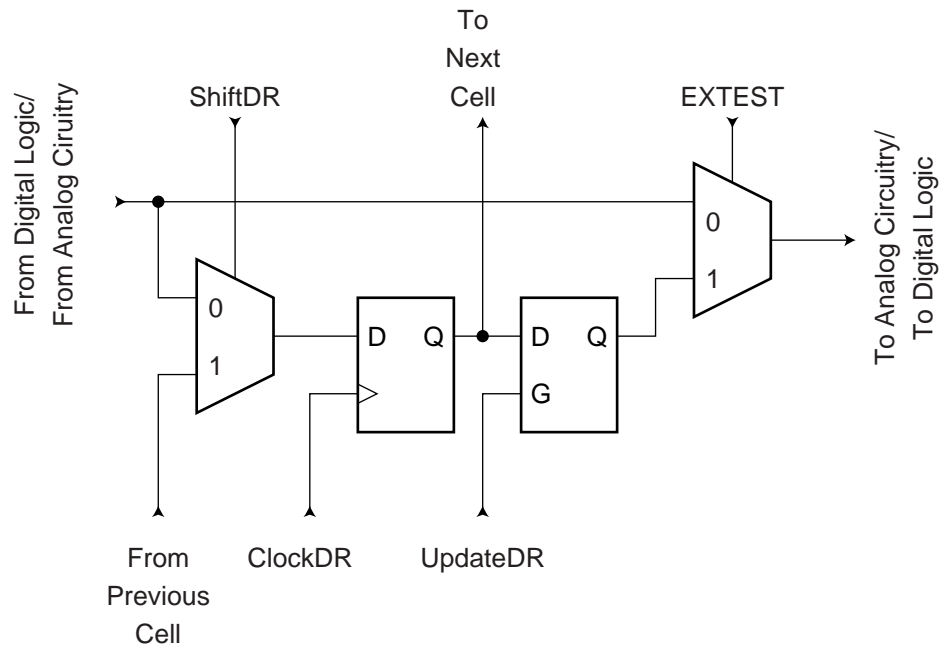 To
Next
Cell
ShiftDR
EXTEST
From Digital Logic/
From Analog Ciruitry
To Analog Circuitry/
To Digital Logic
0
1
0
1
D Q
D Q
G
From
Previous
Cell
ClockDR
UpdateDR